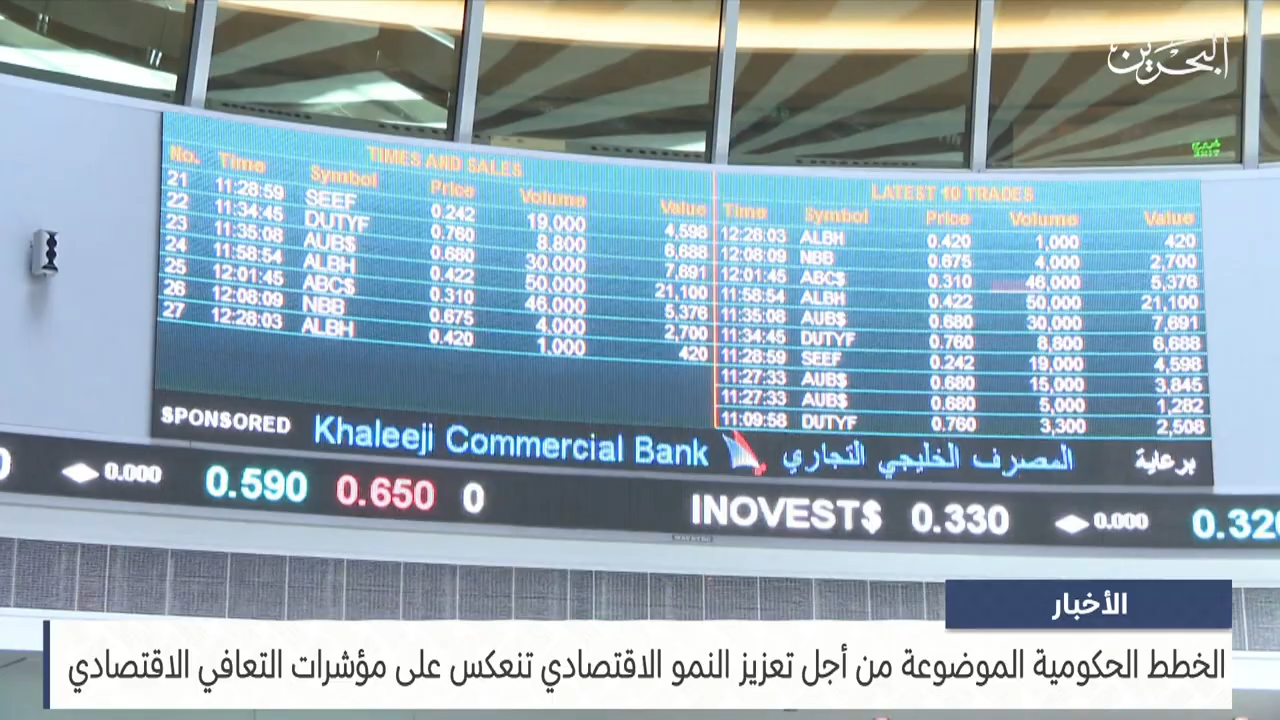 البحرين
TIMES AND SALES
No. Time Symbol Price Volume Value
21 11:28:59 SEEF 0.242 19,000 4,598
22 11:34:45 DUTYF 0.760 8,800 6,688
23 11:35:08 AUB$ 0.680 30,000 7,691
24 11:58:54 ALBH 0.422 50,000 21,100
25 12:01:45 ABC$ 0.310 46,000 5,376
26 12:08:09 NBB 0.675 4,000 2,700
27 12:28:03 ALBH 0.420 1,000 420
LATEST 10 TRADES
Time Symbol Price Volume Value
12:28:03 ALBH 0.420 1,000 420
12:08:09 NBB 0.675 4,000 2,700
12:01:45 ABC$ 0.310 46,000 5,376
11:58:54 ALBH 0.422 50,000 21,100
11:35:08 AUB$ 0.680 30,000 7,691
11:34:45 DUTYF 0.760 8,800 6,688
11:28:59 SEEF 0.242 19,000 4,598
11:27:33 AUB$ 0.680 15,000 3,845
11:27:33 AUB$ 0.680 5,000 1,282
11:09:58 DUTYF 0.760 3,300 2,508
SPONSORED Khaleeji Commercial Bank المصرف الخليجي التجاري برعاية
0.000 0.590 0.650 0 INOVEST$ 0.330 0.000 0.320
الأخبار
الخطط الحكومية الموضوعة من أجل تعزيز النمو الاقتصادي تنعكس على مؤشرات التعافي الاقتصادي